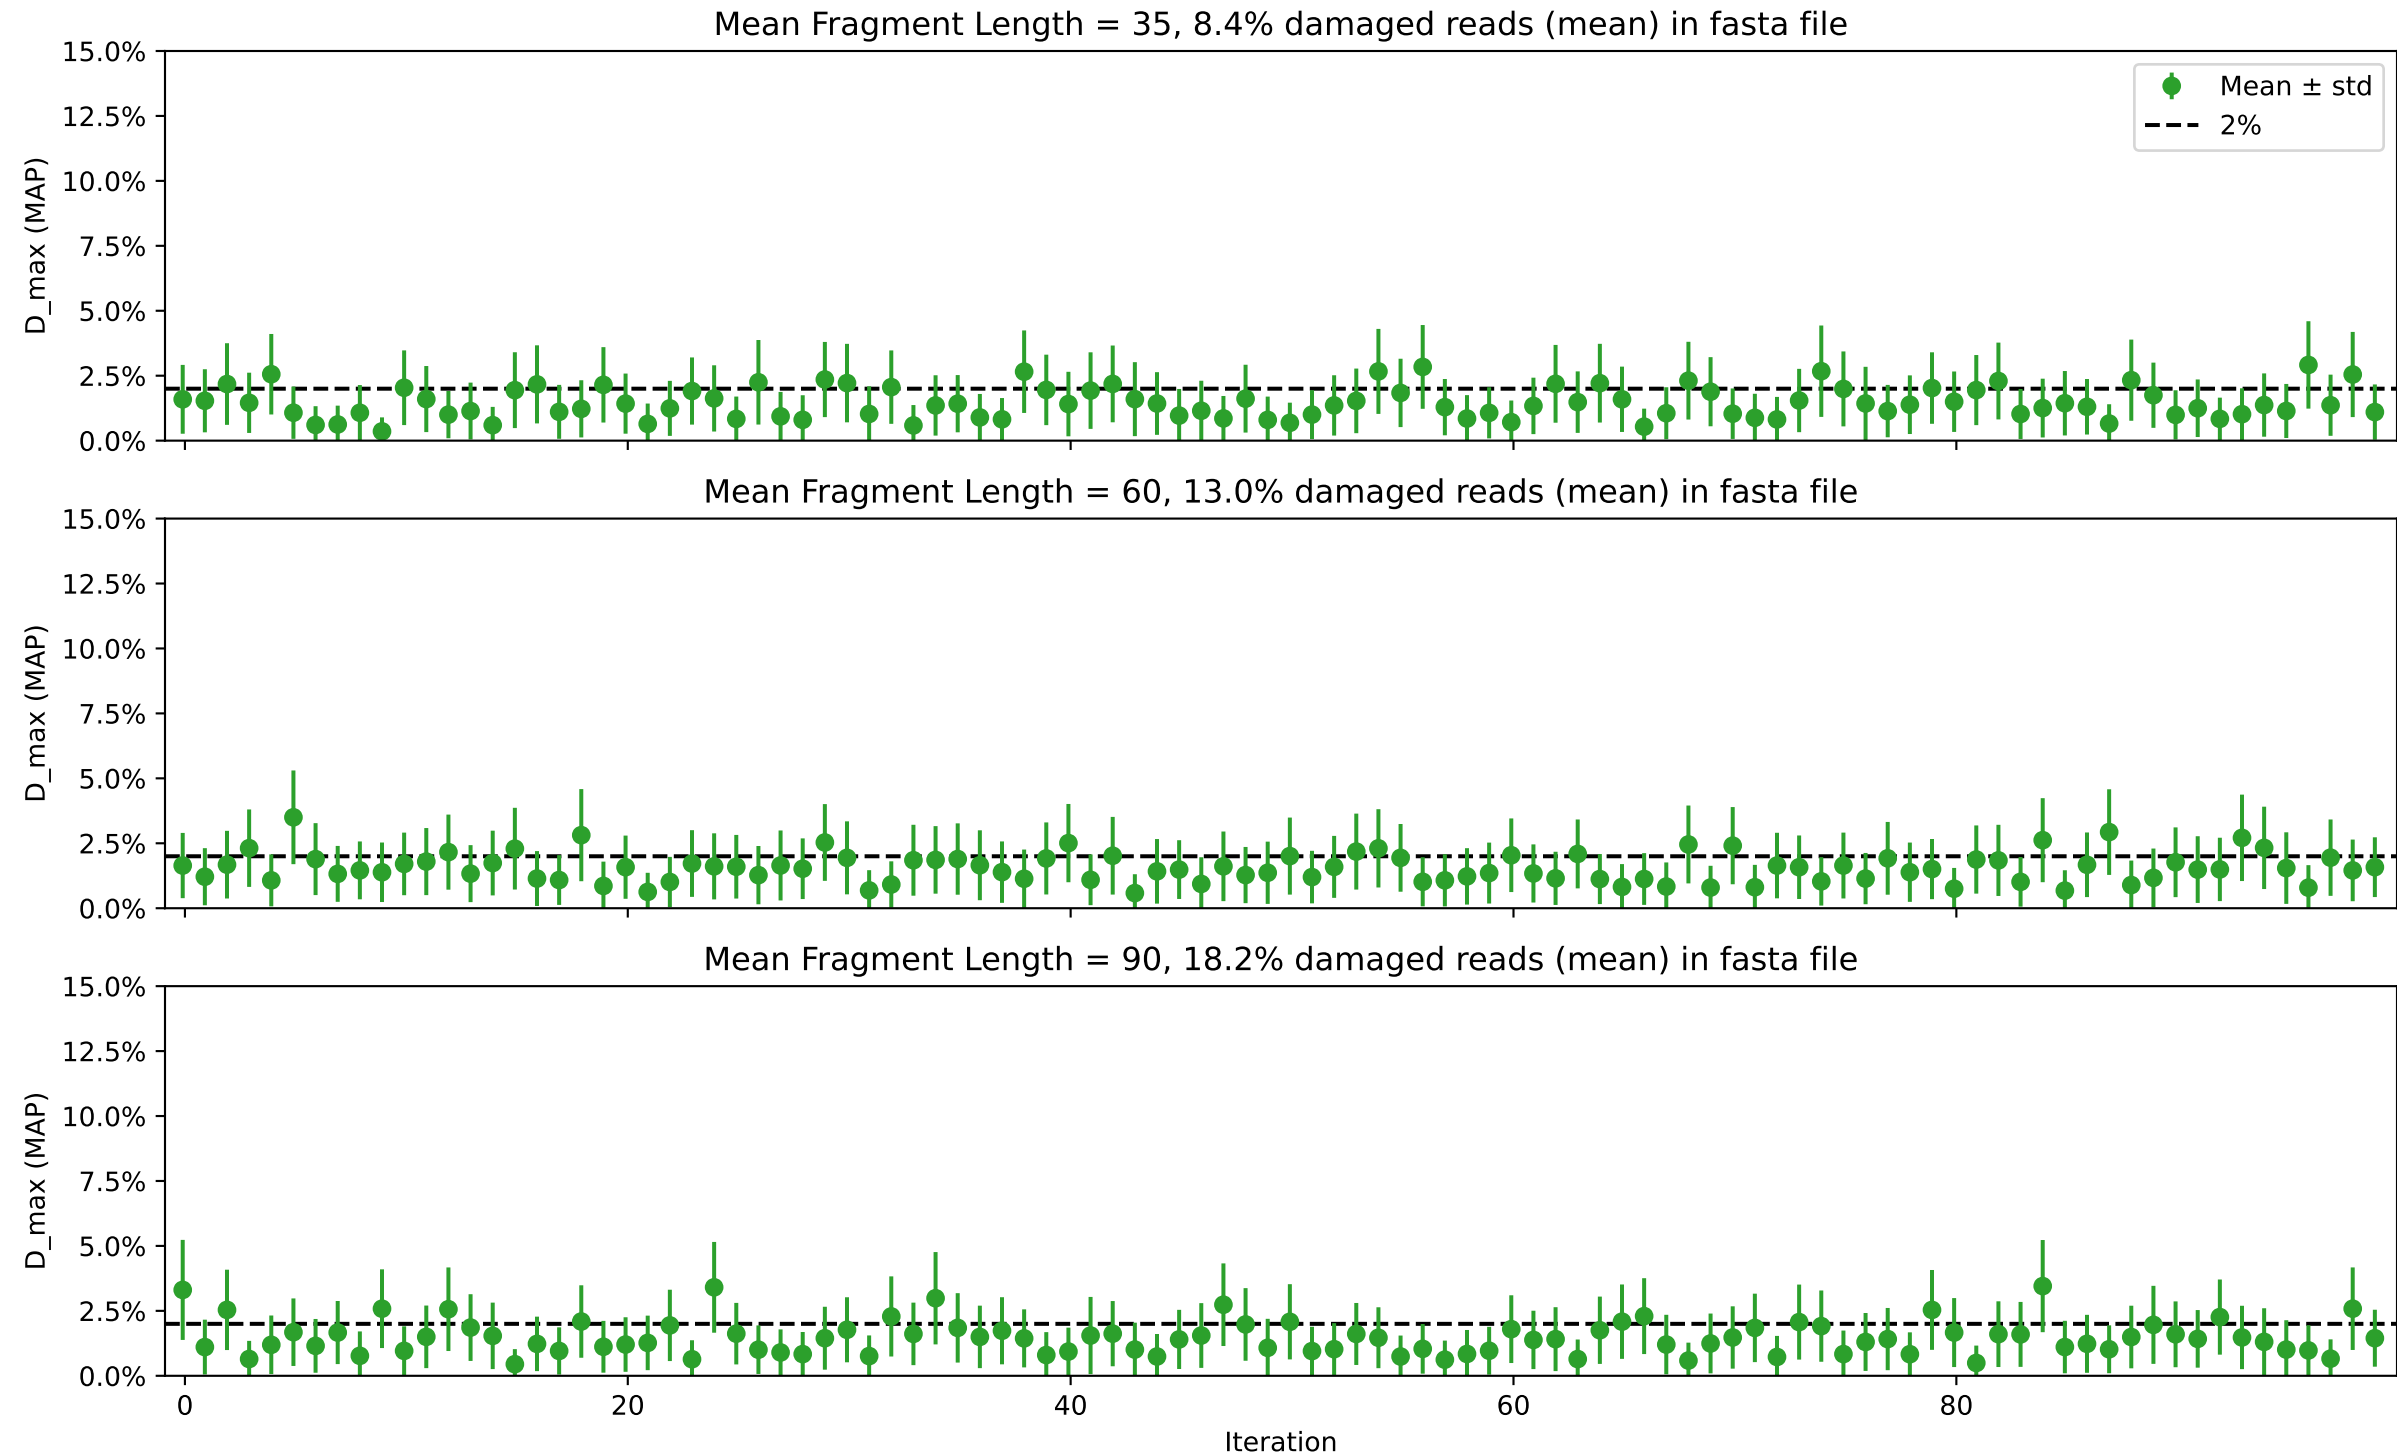 Mean Fragment Length = 35, 8.4% damaged reads (mean) in fasta file
15.0%
12.5%
10.0%
7.5%
5.0%
2.5%
0.0%
D_max (MAP)
Mean ± std
2%
Mean Fragment Length = 60, 13.0% damaged reads (mean) in fasta file
15.0%
12.5%
10.0%
7.5%
5.0%
2.5%
0.0%
D_max (MAP)
Mean Fragment Length = 90, 18.2% damaged reads (mean) in fasta file
15.0%
12.5%
10.0%
7.5%
5.0%
2.5%
0.0%
D_max (MAP)
0 20 40 60 80
Iteration